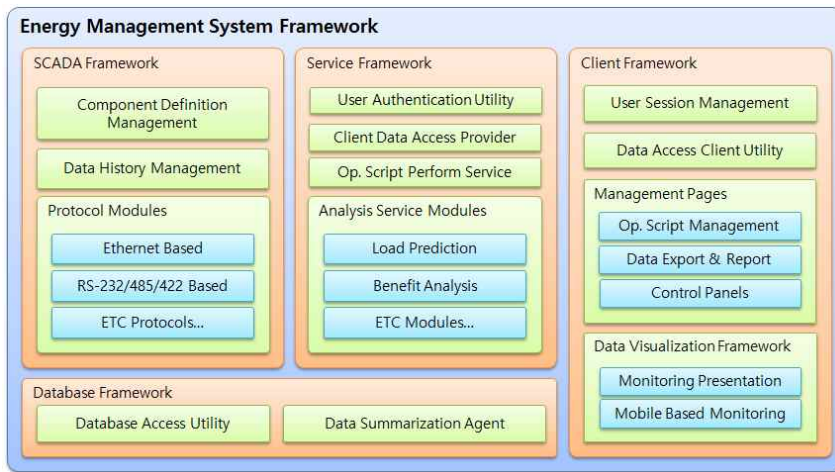 Energy Management System Framework
SCADA Framework
Component Definition
Management
Data History Management
Protocol Modules
Ethernet Based
RS-232/485/422 Based
ETC Protocols...
Service Framework
User Authentication Utility
Client Data Access Provider
Op. Script Perform Service
Analysis Service Modules
Load Prediction
Benefit Analysis
ETC Modules...
Client Framework
User Session Management
Data Access Client Utility
Management Pages
Op. Script Management
Data Export & Report
Control Panels
Data Visualization Framework
Monitoring Presentation
Mobile Based Monitoring
Database Framework
Database Access Utility
Data Summarization Agent